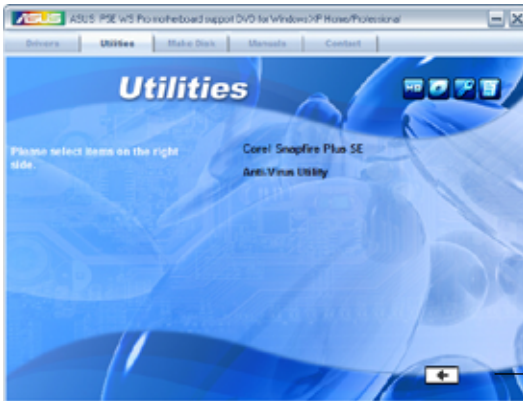 ASUS P5E WS Pro motherboard support DVD for Windows XP Home/Professional
Drivers Utilities Make Disk Manuals Contact
Utilities
Please select items on the right
side.
Corel Snapfire Plus SE
Anti-Virus Utility